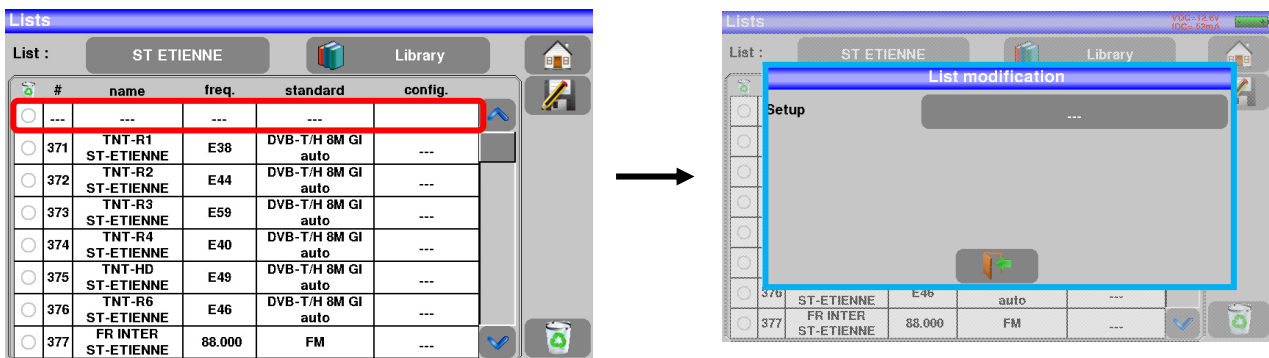 Lists
List : ST ETIENNE Library
# name freq. standard config.
--- --- --- ---
371 TNT-R1 ST-ETIENNE E38 DVB-T/H 8M GI auto ---
372 TNT-R2 ST-ETIENNE E44 DVB-T/H 8M GI auto ---
373 TNT-R3 ST-ETIENNE E59 DVB-T/H 8M GI auto ---
374 TNT-R4 ST-ETIENNE E40 DVB-T/H 8M GI auto ---
375 TNT-HD ST-ETIENNE E49 DVB-T/H 8M GI auto ---
376 TNT-R6 ST-ETIENNE E46 DVB-T/H 8M GI auto ---
377 FR INTER ST-ETIENNE 88.000 FM ---
Lists
VDC=12.6V
IDC= 53mA
List : ST ETIENNE Library
List modification
Setup ---
376 ST-ETIENNE E46 auto ---
377 FR INTER ST-ETIENNE 88.000 FM ---